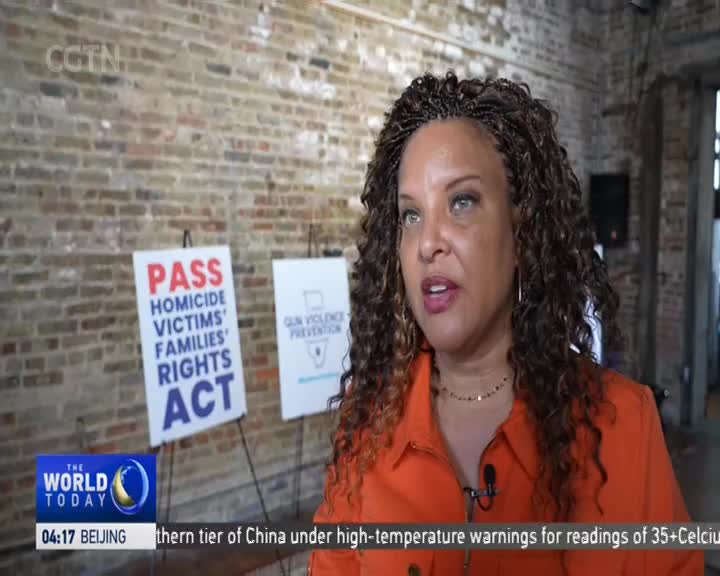 CGTN
PASS
HOMICIDE
VICTIMS'
FAMILIES'
RIGHTS
ACT
GUN VIOLENCE
PREVENTION
THE
WORLD
TODAY
04:17 BEIJING
thern tier of China under high-temperature warnings for readings of 35+Celciu